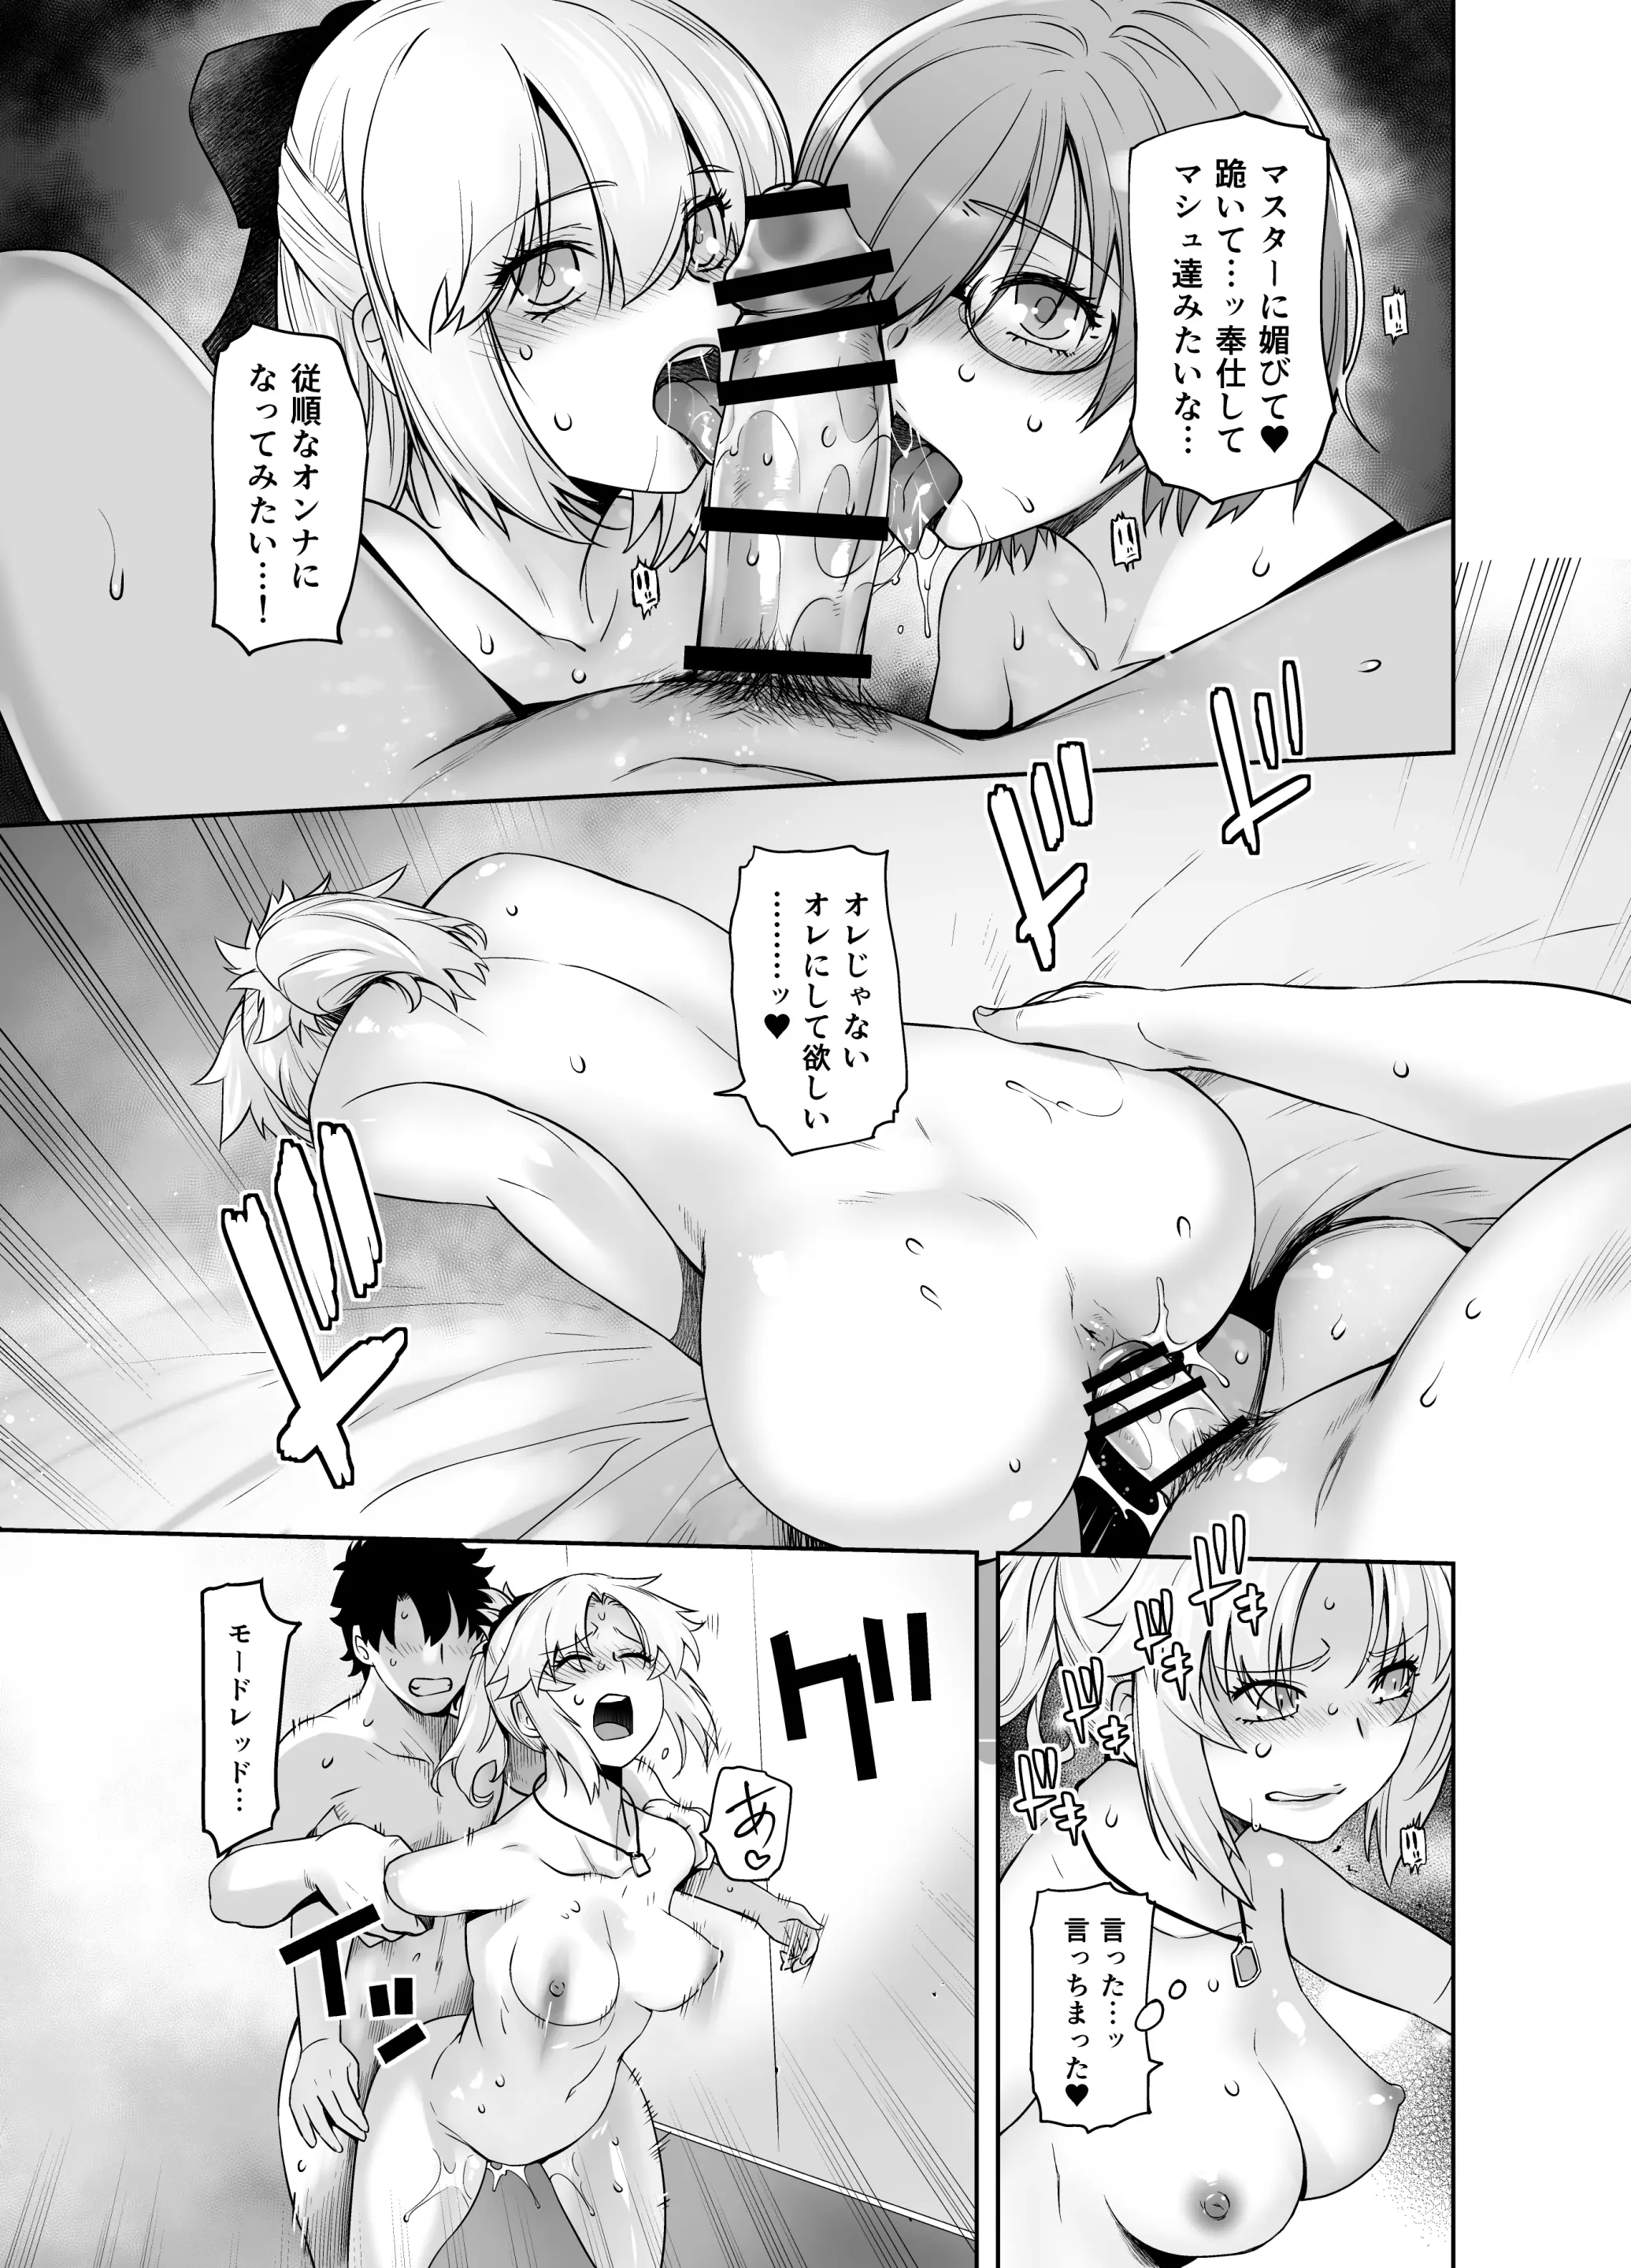 マスターに媚びて♥
跪いて…ッ奉仕して
マシュ達みたいな…
従順なオンナに
なってみたい……！
ドドッ
オレじゃない
オレにして欲しい
………ッ♥
ドドドッ
ドキ
ドキ
ドキ
ドキ
言った…ッ
言っちまった♥
グッ
あ♡
モードレッド…